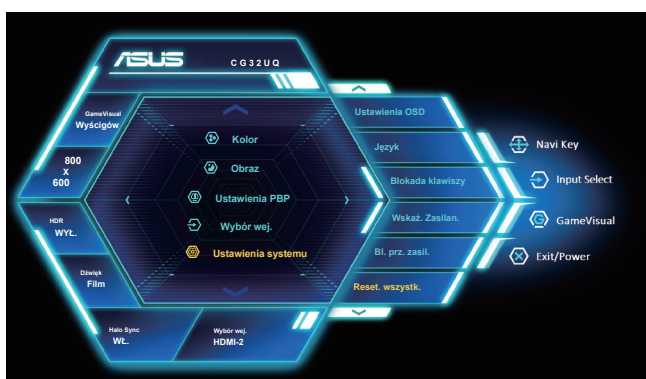 ASUS CG32UQ
GameVisual
Wyścigów
800
X
600
HDR
WYŁ.
Dźwięk
Film
Halo Sync
WŁ.
Wybór wej.
HDMI-2
Kolor
Obraz
Ustawienia PBP
Wybór wej.
Ustawienia systemu
Ustawienia OSD
Język
Blokada klawiszy
Wskaż. Zasilan.
Bl. prz. zasil.
Reset. wszystk.
Navi Key
Input Select
GameVisual
Exit/Power